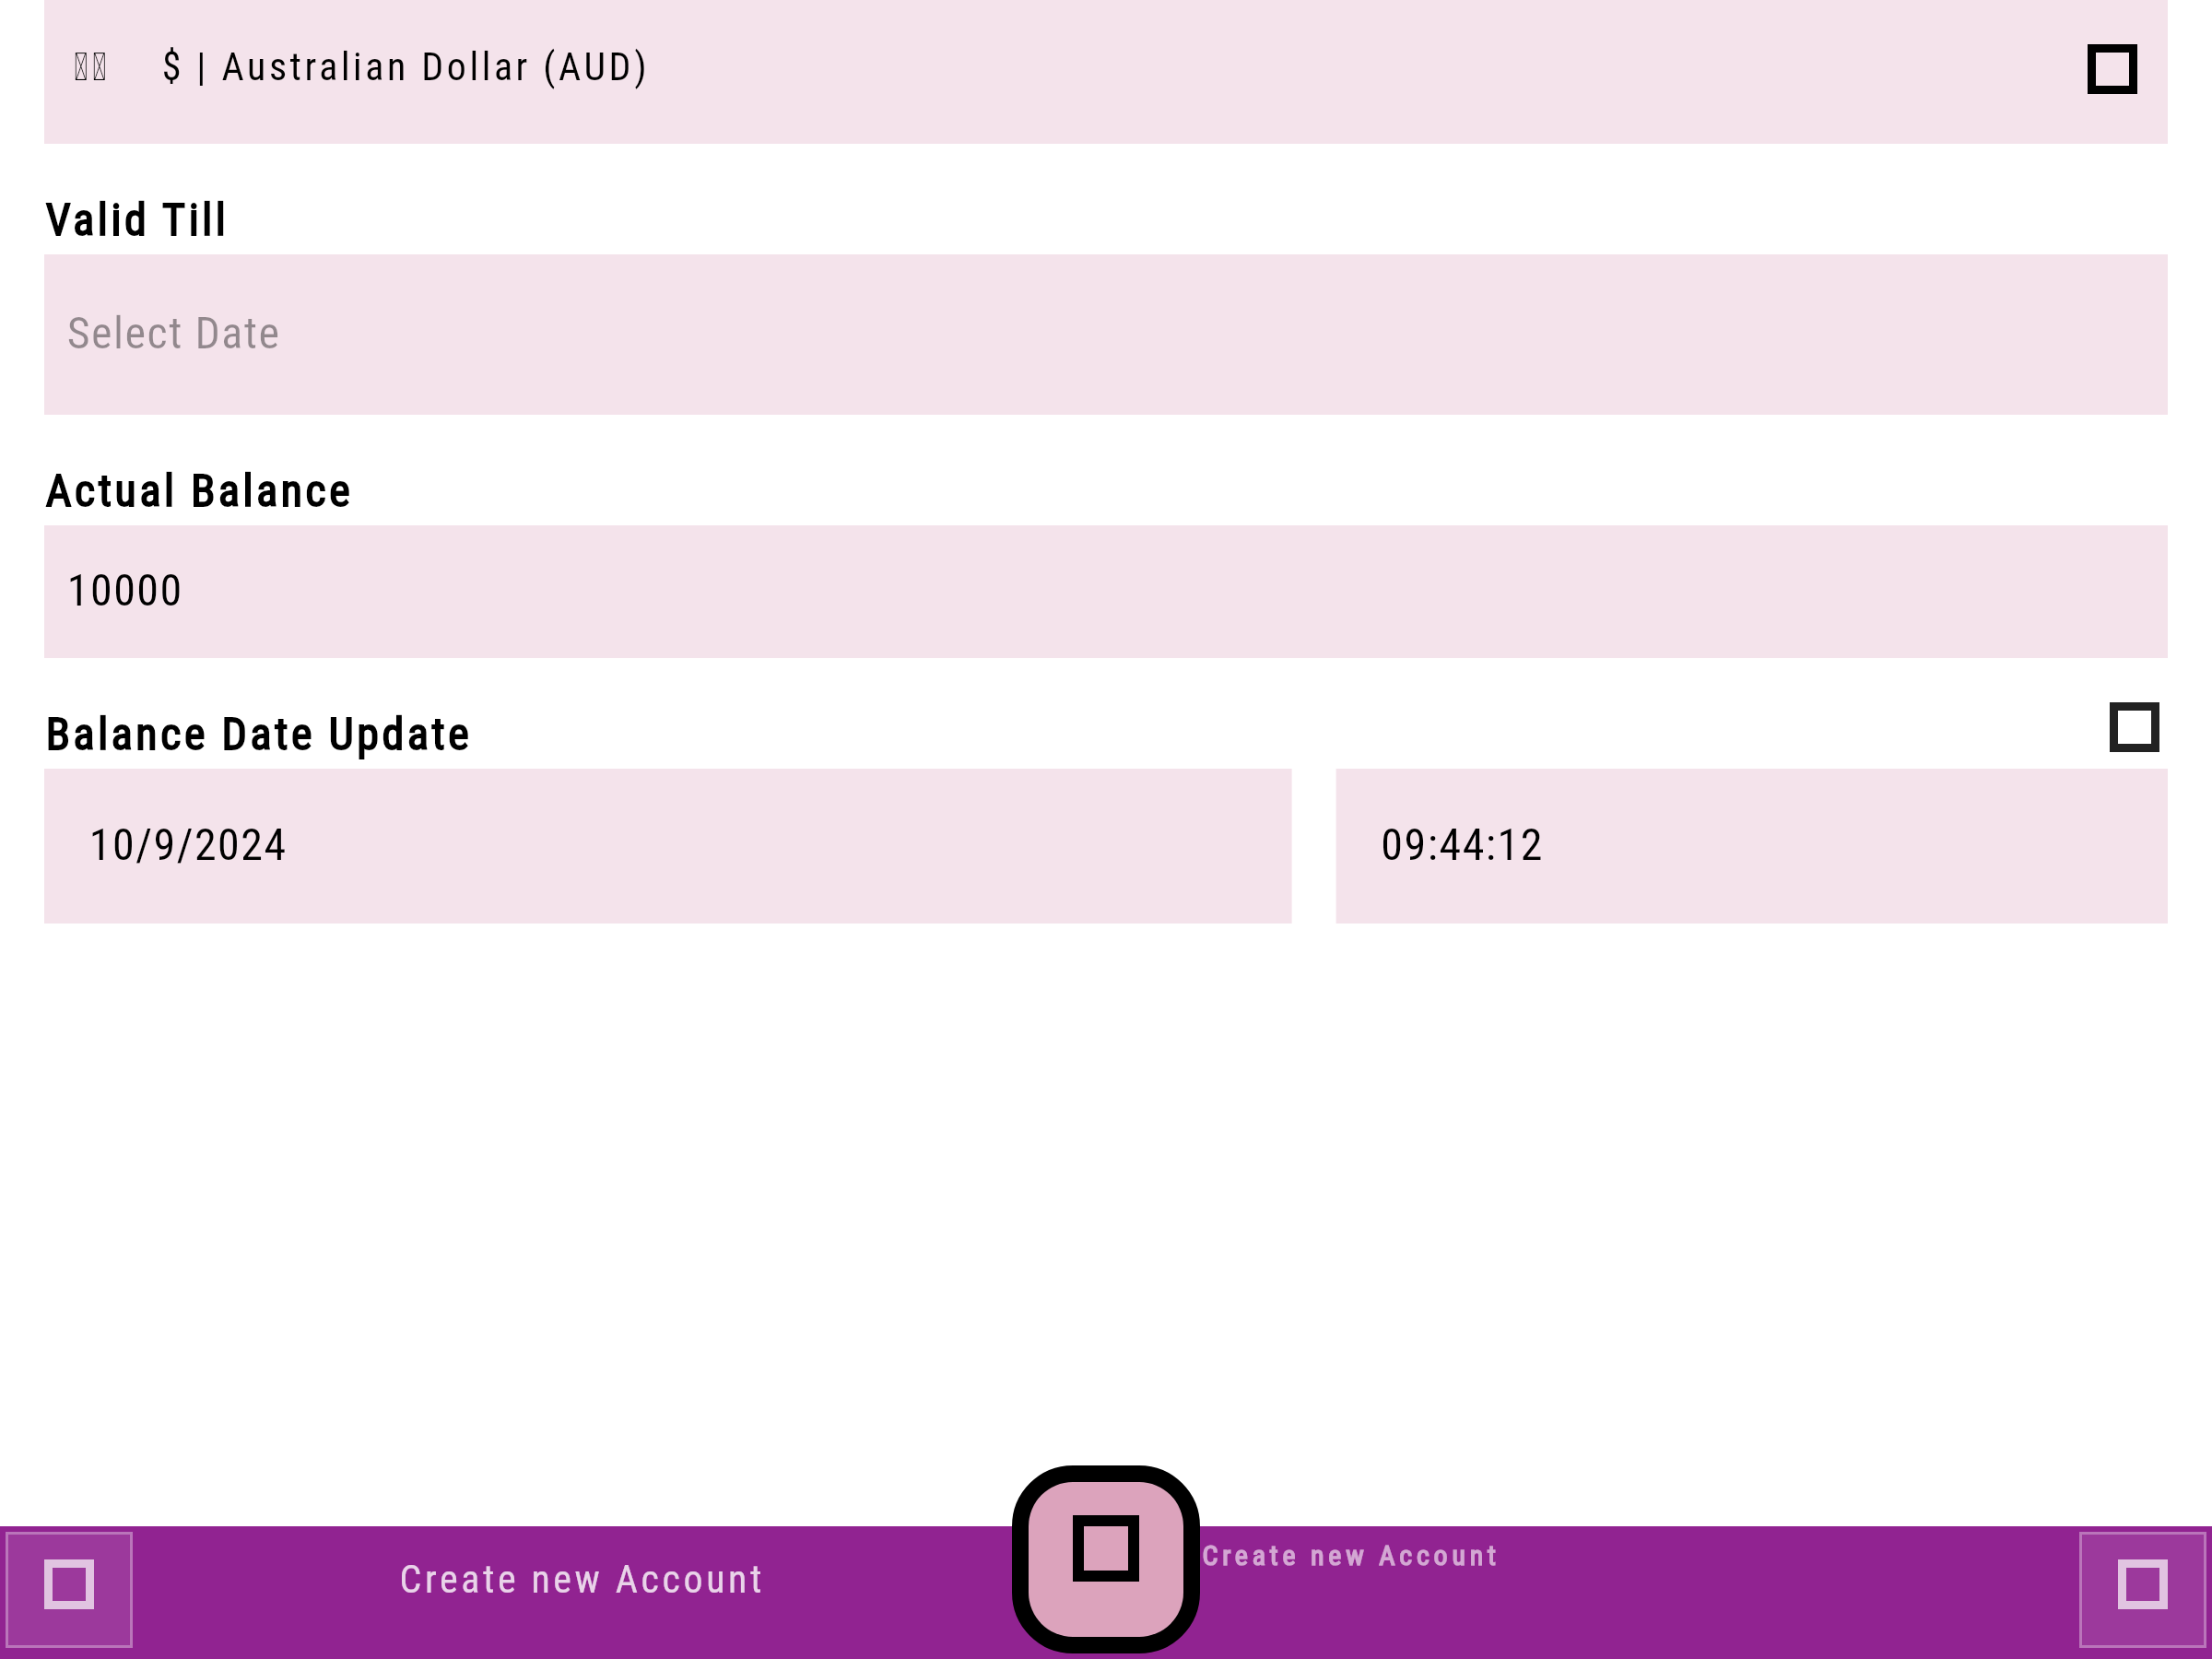 $ | Australian Dollar (AUD)
Valid Till
Select Date
Actual Balance
10000
Balance Date Update
10/9/2024
09:44:12
Create new Account
Create new Account